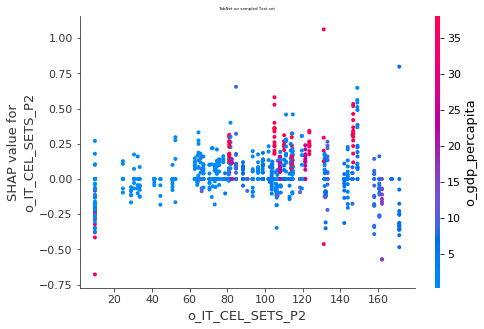 TabNet on sampled Test set
1.00
0.75
0.50
0.25
0.00
−0.25
−0.50
−0.75
SHAP value for
o_IT_CEL_SETS_P2
20 40 60 80 100 120 140 160
o_IT_CEL_SETS_P2
35
30
25
20
15
10
5
o_gdp_percapita